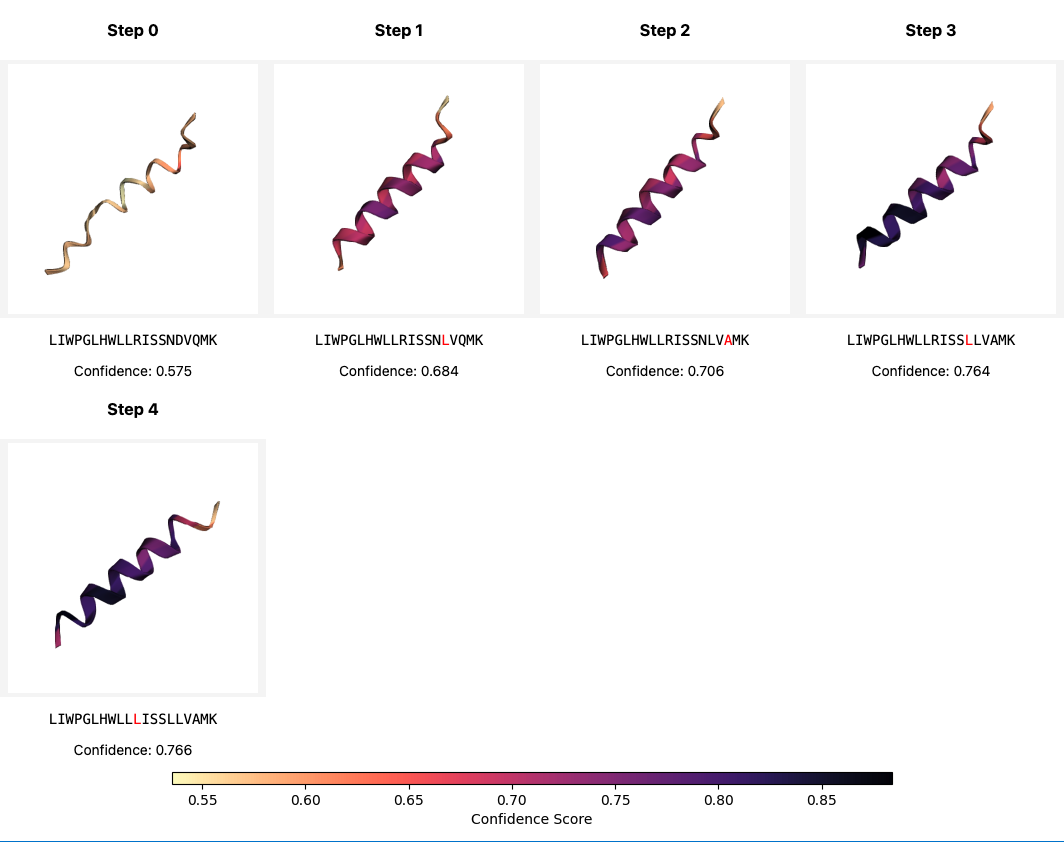 Step 0
Step 1
Step 2
Step 3
LIWPGLHWLLRISSNDVQMK
LIWPGLHWLLRISSNLVQMK
LIWPGLHWLLRISSNLVAMK
LIWPGLHWLLRISSLLVAMK
Confidence: 0.575
Confidence: 0.684
Confidence: 0.706
Confidence: 0.764
Step 4
LIWPGLHWLLLISSLLVAMK
Confidence: 0.766
0.55 0.60 0.65 0.70 0.75 0.80 0.85
Confidence Score